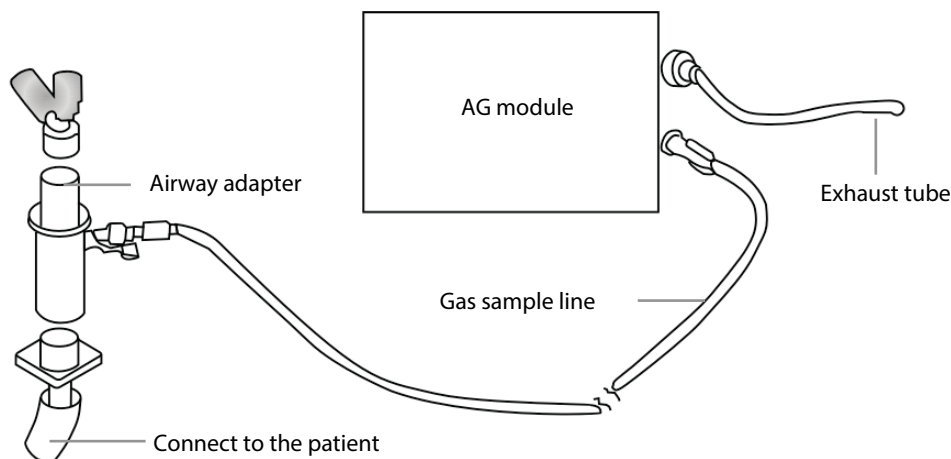 AG module
Airway adapter
Exhaust tube
Gas sample line
Connect to the patient